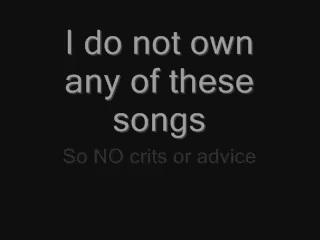 I do not own
any of these
songs
So NO crits or advice